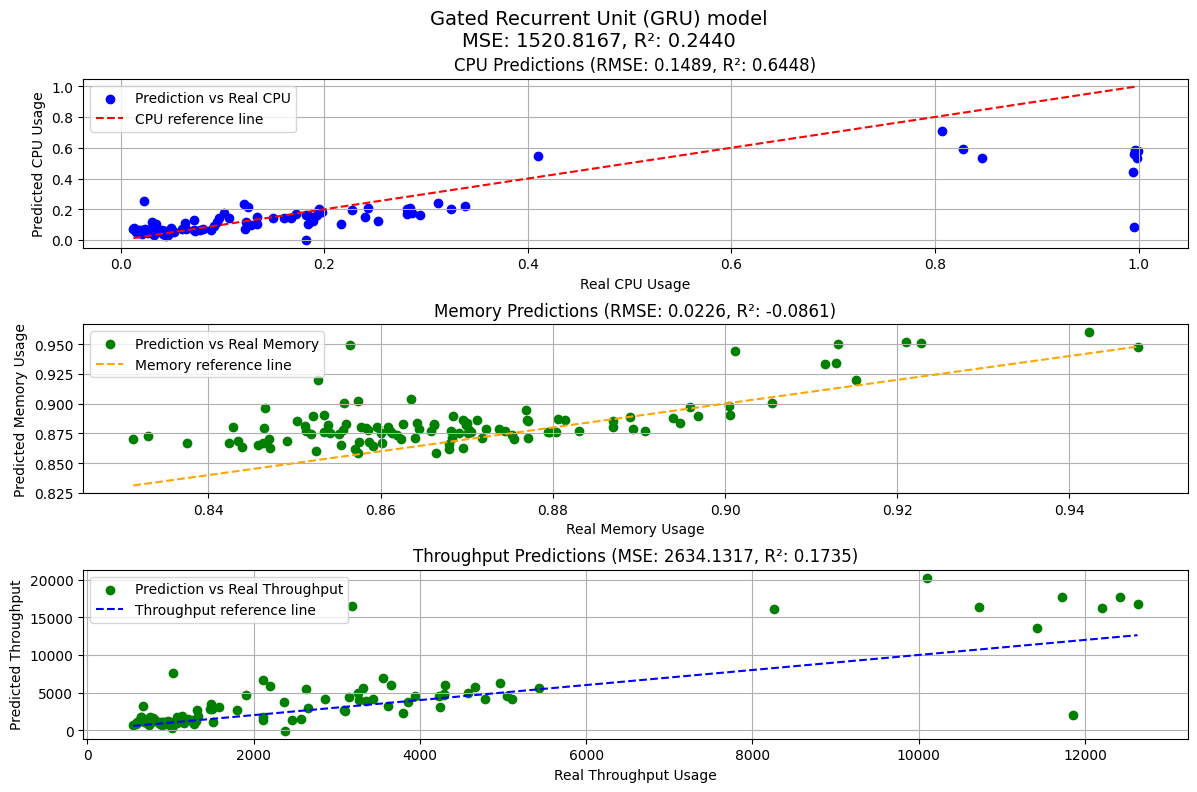 Gated Recurrent Unit (GRU) model
MSE: 1520.8167, R²: 0.2440
CPU Predictions (RMSE: 0.1489, R²: 0.6448)
Prediction vs Real CPU
CPU reference line
Predicted CPU Usage
1.0
0.8
0.6
0.4
0.2
0.0
0.0 0.2 0.4 0.6 0.8 1.0
Real CPU Usage
Memory Predictions (RMSE: 0.0226, R²: -0.0861)
Prediction vs Real Memory
Memory reference line
Predicted Memory Usage
0.950
0.925
0.900
0.875
0.850
0.825
0.84 0.86 0.88 0.90 0.92 0.94
Real Memory Usage
Throughput Predictions (MSE: 2634.1317, R²: 0.1735)
Prediction vs Real Throughput
Throughput reference line
Predicted Throughput
20000
15000
10000
5000
0
0 2000 4000 6000 8000 10000 12000
Real Throughput Usage